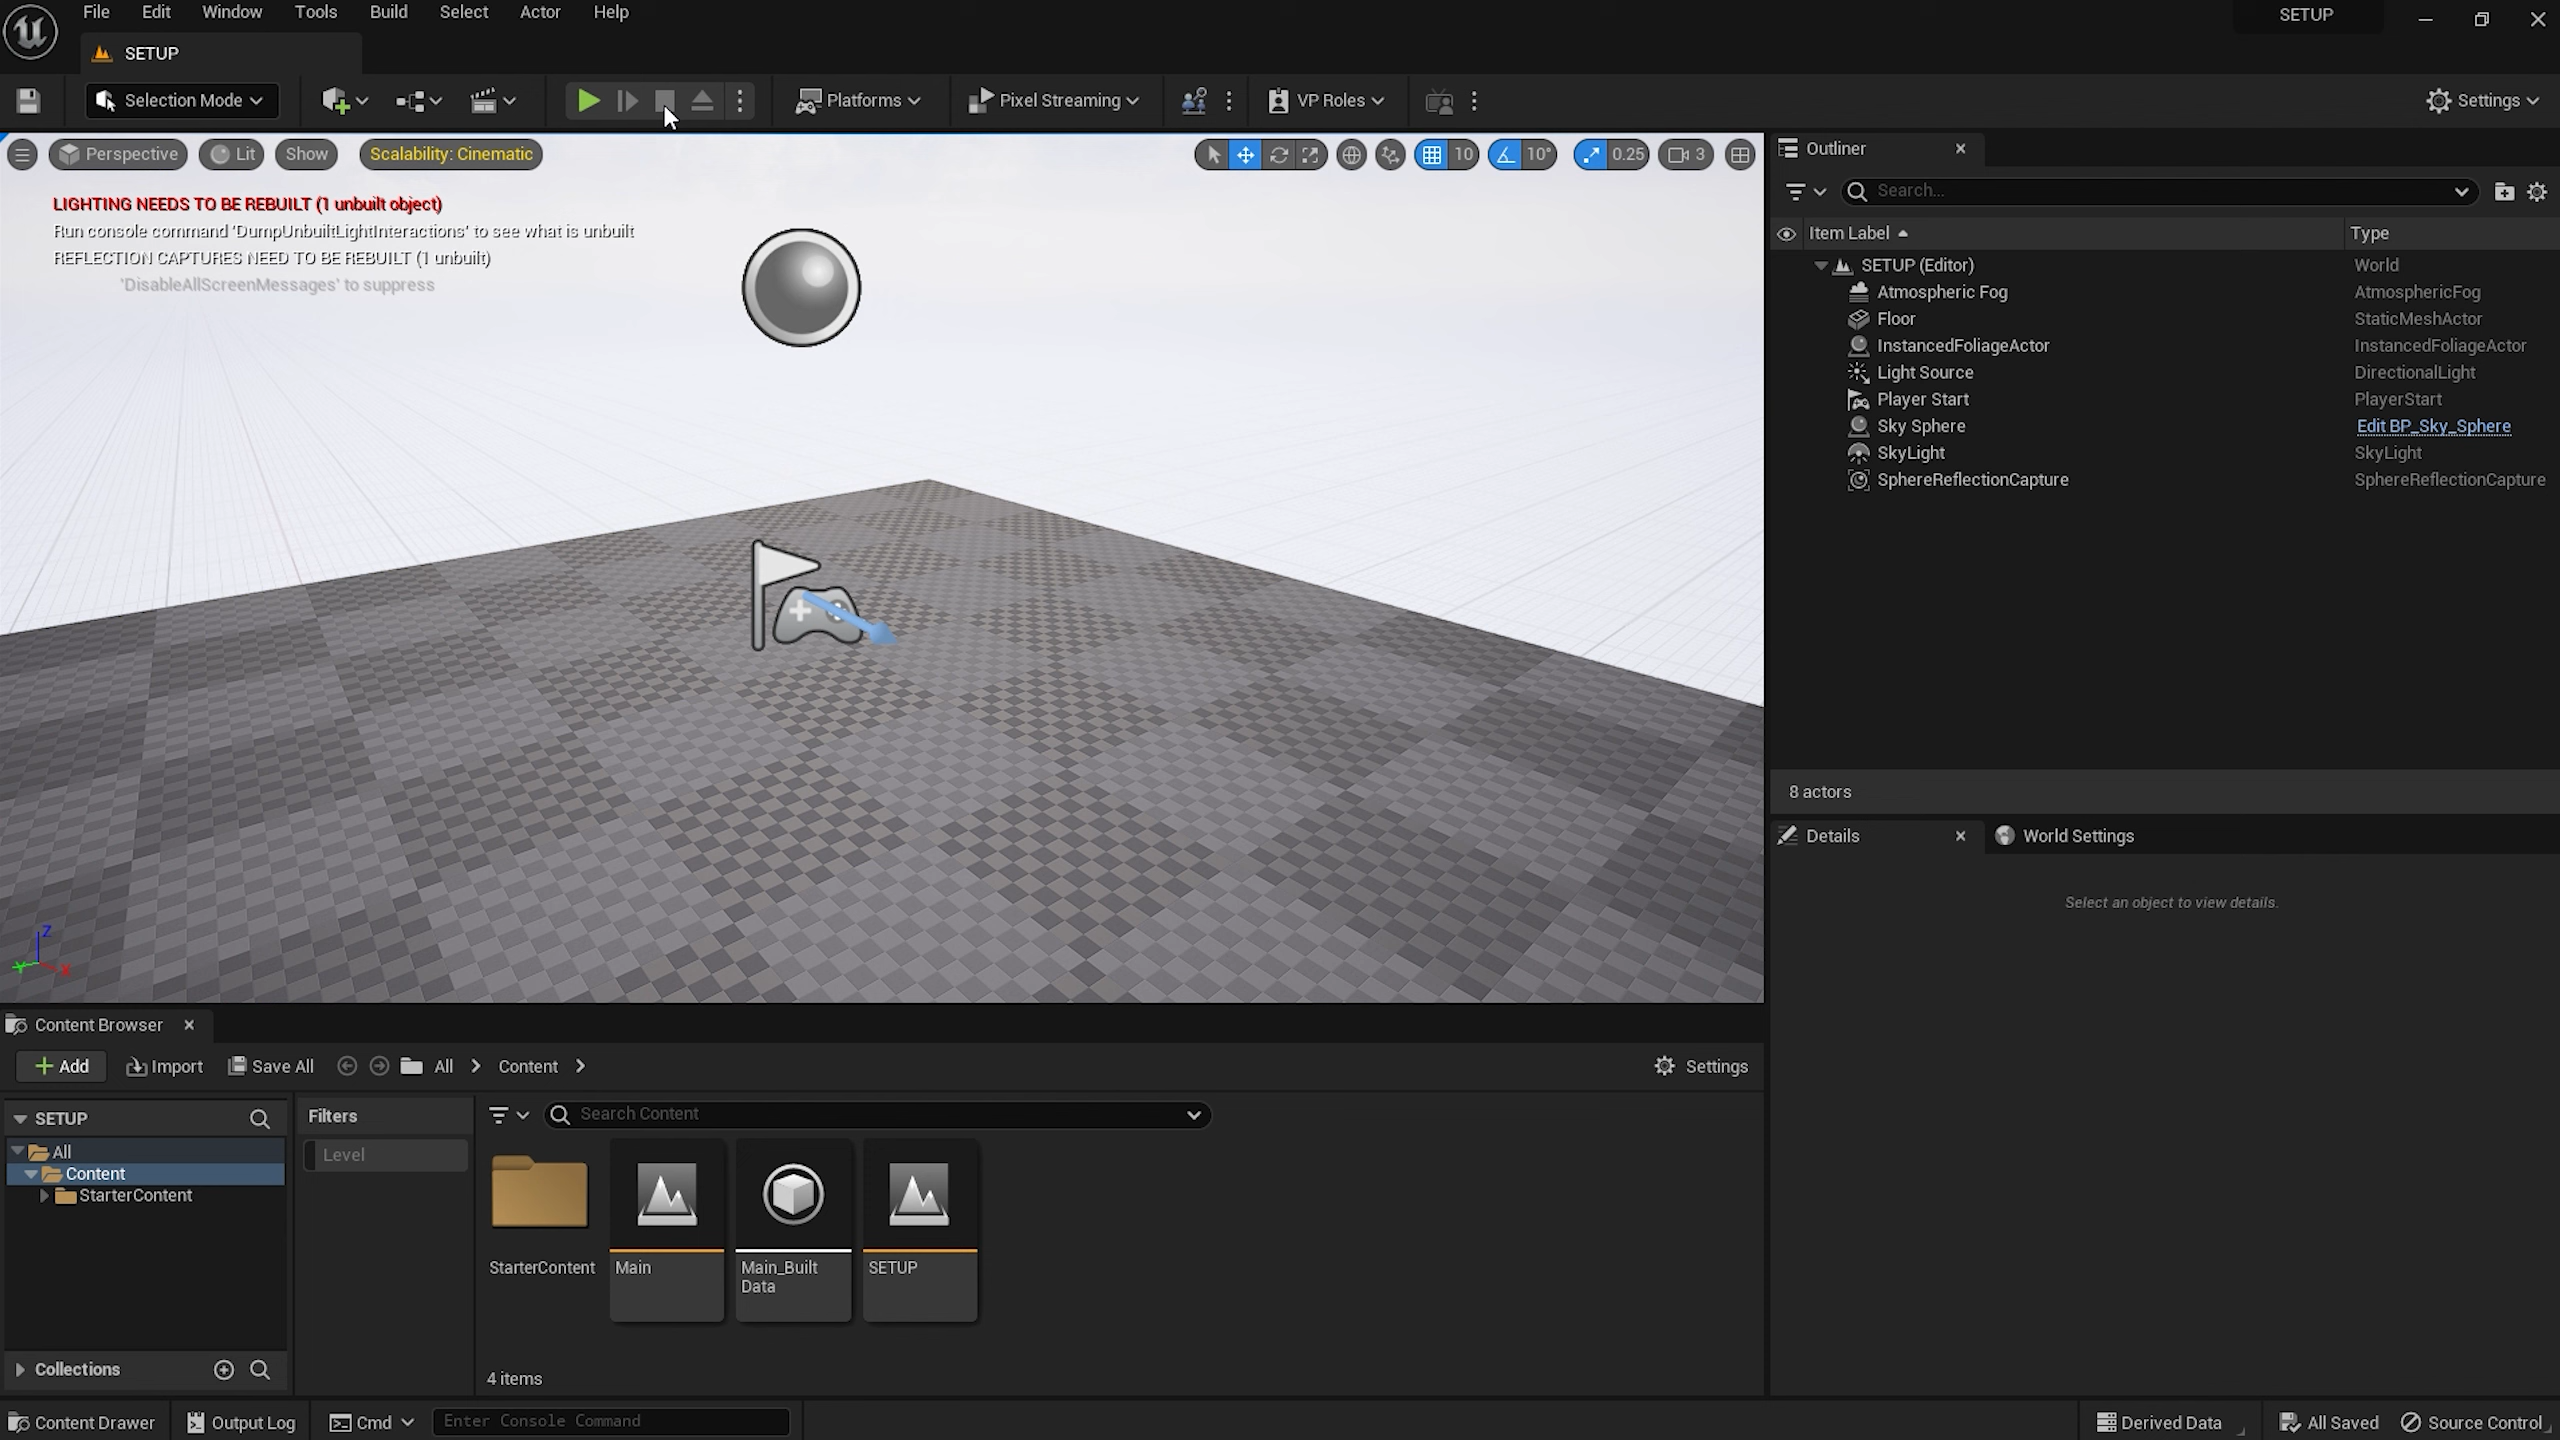 File Edit Window Tools Build Select Actor Help SETUP
SETUP
Selection Mode Platforms Pixel Streaming VP Roles Settings
Perspective Lit Show Scalability: Cinematic 10 10° 0.25 3
LIGHTING NEEDS TO BE REBUILT (1 unbuilt object)
Run console command 'DumpUnbuiltLightInteractions' to see what is unbuilt
REFLECTION CAPTURES NEED TO BE REBUILT (1 unbuilt)
'DisableAllScreenMessages' to suppress
Z
Y X
Outliner
Search...
Item Label Type
SETUP (Editor) World
Atmospheric Fog AtmosphericFog
Floor StaticMeshActor
InstancedFoliageActor InstancedFoliageActor
Light Source DirectionalLight
Player Start PlayerStart
Sky Sphere Edit BP_Sky_Sphere
SkyLight SkyLight
SphereReflectionCapture SphereReflectionCapture
8 actors
Details World Settings
Select an object to view details.
Content Browser
Add Import Save All All Content Settings
SETUP
All
Content
StarterContent
Collections
Filters
Level
Search Content
StarterContent Main Main_Built SETUP
Data
4 items
Content Drawer Output Log Cmd Enter Console Command Derived Data All Saved Source Control